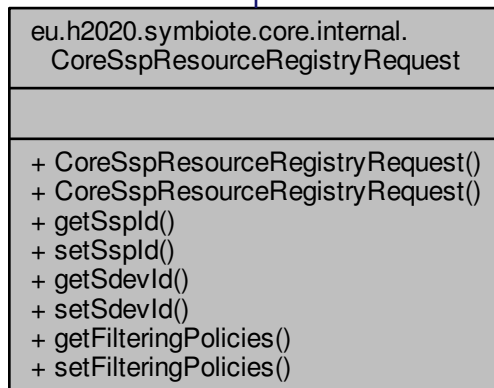 eu.h2020.symbiote.core.internal.
CoreSspResourceRegistryRequest
+ CoreSspResourceRegistryRequest()
+ CoreSspResourceRegistryRequest()
+ getSspId()
+ setSspId()
+ getSdevId()
+ setSdevId()
+ getFilteringPolicies()
+ setFilteringPolicies()